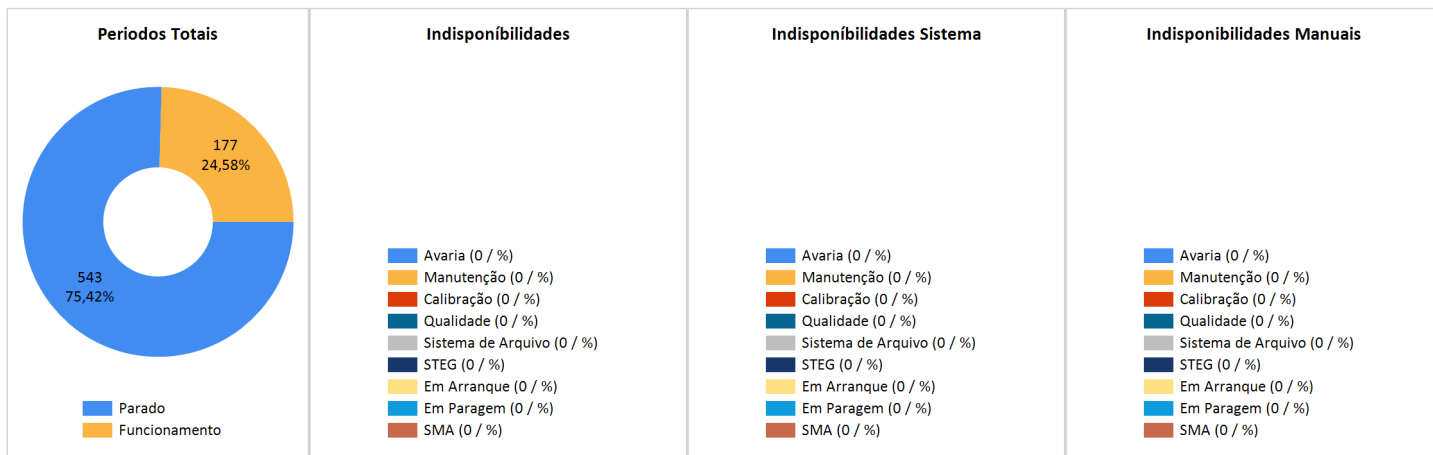 Periodos Totais
177
24,58%
543
75,42%
Parado
Funcionamento
Indisponíbilidades
Avaria (0 / %)
Manutenção (0 / %)
Calibração (0 / %)
Qualidade (0 / %)
Sistema de Arquivo (0 / %)
STEG (0 / %)
Em Arranque (0 / %)
Em Paragem (0 / %)
SMA (0 / %)
Indisponíbilidades Sistema
Avaria (0 / %)
Manutenção (0 / %)
Calibração (0 / %)
Qualidade (0 / %)
Sistema de Arquivo (0 / %)
STEG (0 / %)
Em Arranque (0 / %)
Em Paragem (0 / %)
SMA (0 / %)
Indisponibilidades Manuais
Avaria (0 / %)
Manutenção (0 / %)
Calibração (0 / %)
Qualidade (0 / %)
Sistema de Arquivo (0 / %)
STEG (0 / %)
Em Arranque (0 / %)
Em Paragem (0 / %)
SMA (0 / %)